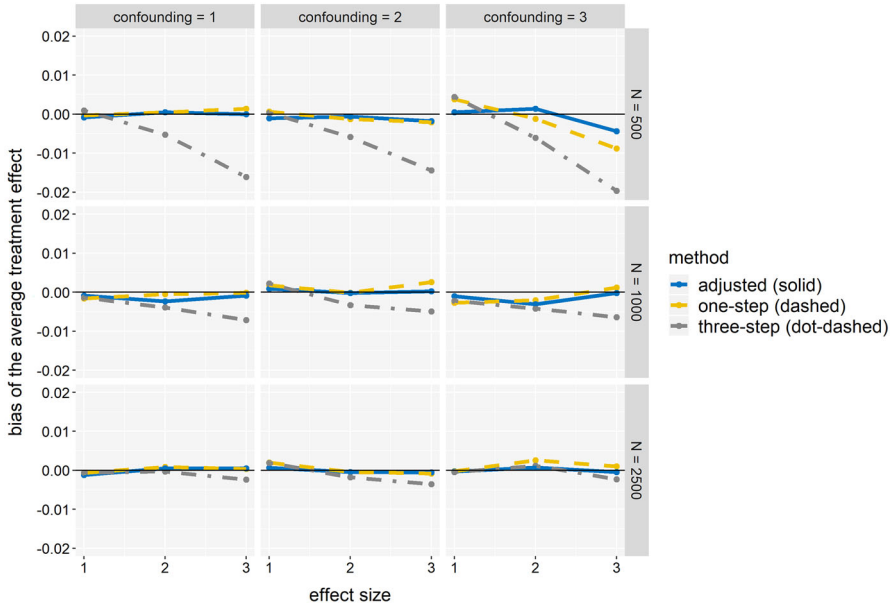 confounding = 1
confounding = 2
confounding = 3
bias of the average treatment effect
0.02
0.01
0.00
-0.01
-0.02
N = 500
0.02
0.01
0.00
-0.01
-0.02
N = 1000
0.02
0.01
0.00
-0.01
-0.02
N = 2500
1 2 3
1 2 3
1 2 3
effect size
method
adjusted (solid)
one-step (dashed)
three-step (dot-dashed)